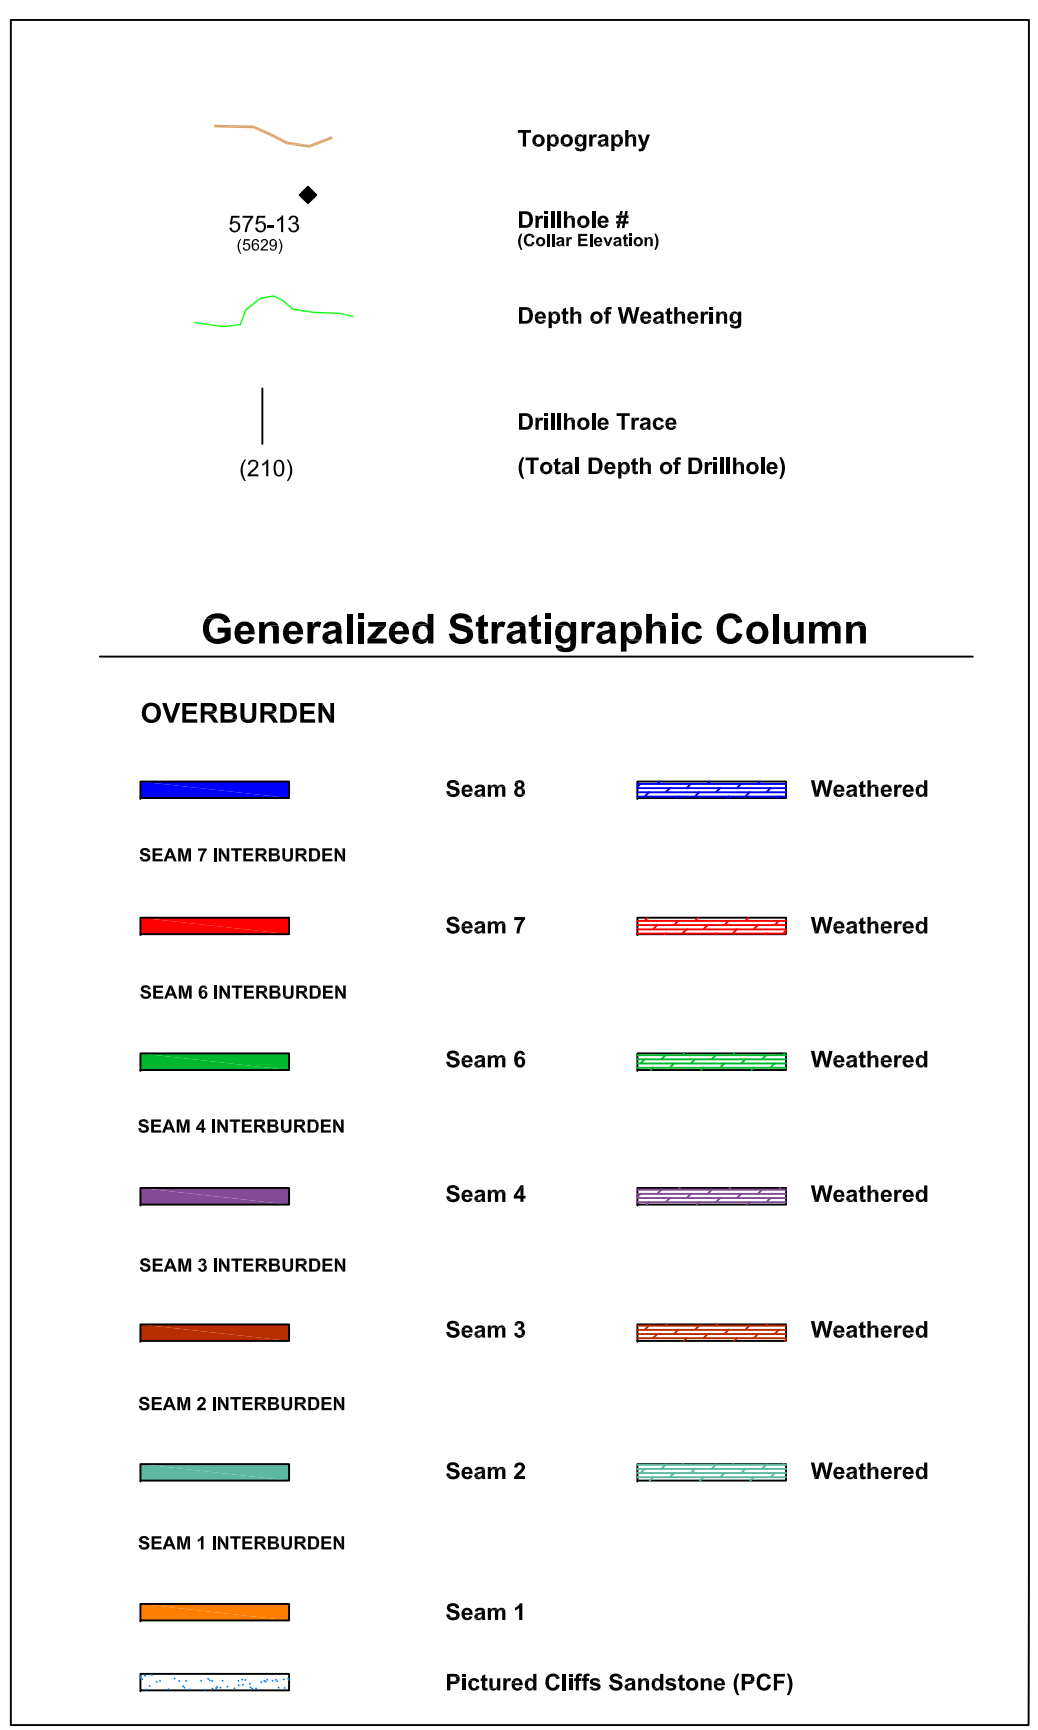 Topography
575-13
(5629)
Drillhole #
(Collar Elevation)
Depth of Weathering
Drillhole Trace
(210)
(Total Depth of Drillhole)
Generalized Stratigraphic Column
OVERBURDEN
Seam 8 Weathered
SEAM 7 INTERBURDEN
Seam 7 Weathered
SEAM 6 INTERBURDEN
Seam 6 Weathered
SEAM 4 INTERBURDEN
Seam 4 Weathered
SEAM 3 INTERBURDEN
Seam 3 Weathered
SEAM 2 INTERBURDEN
Seam 2 Weathered
SEAM 1 INTERBURDEN
Seam 1
Pictured Cliffs Sandstone (PCF)